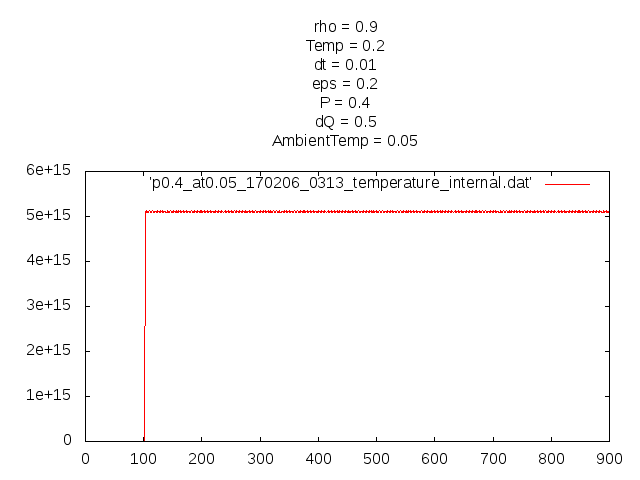 rho = 0.9
Temp = 0.2
dt = 0.01
eps = 0.2
P = 0.4
dQ = 0.5
AmbientTemp = 0.05
6e+15
'p0.4_at0.05_170206_0313_temperature_internal.dat'
5e+15
4e+15
3e+15
2e+15
1e+15
0
0 100 200 300 400 500 600 700 800 900